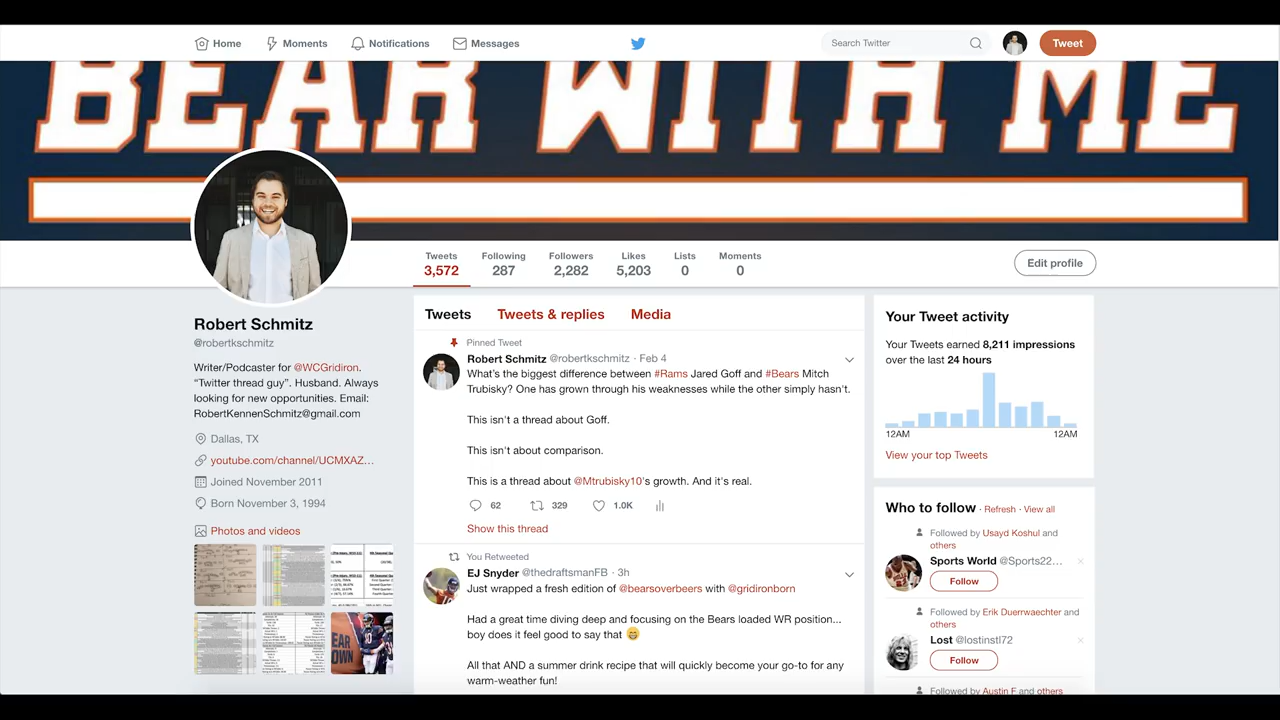 Home
Moments
Notifications
Messages
Search Twitter
Tweet
BEAR WITH ME
Tweets
3,572
Following
287
Followers
2,282
Likes
5,203
Lists
0
Moments
0
Edit profile
Robert Schmitz
@robertkschmitz
Writer/Podcaster for @WCGridiron.
“Twitter thread guy”. Husband. Always
looking for new opportunities. Email:
RobertKennenSchmitz@gmail.com
Dallas, TX
youtube.com/channel/UCMXAZ…
Joined November 2011
Born November 3, 1994
Photos and videos
Tweets
Tweets & replies
Media
Pinned Tweet
Robert Schmitz @robertkschmitz · Feb 4
What's the biggest difference between #Rams Jared Goff and #Bears Mitch
Trubisky? One has grown through his weaknesses while the other simply hasn't.
This isn't a thread about Goff.
This isn't about comparison.
This is a thread about @Mtrubisky10's growth. And it's real.
62
329
1.0K
Show this thread
You Retweeted
EJ Snyder @thedraftsmanFB · 3h
Just wrapped a fresh edition of @bearsoverbeers with @gridironborn
Had a great time diving deep and focusing on the Bears loaded WR position...
boy does it feel good to say that
All that AND a summer drink recipe that will quickly become your go-to for any
warm-weather fun!
Your Tweet activity
Your Tweets earned 8,211 impressions
over the last 24 hours
12AM
12AM
View your top Tweets
Who to follow · Refresh · View all
Followed by Usayd Koshul and
others
Sports World @Sports22…
Follow
Followed by Erik Duerrwaechter and
others
Lost @lostinstl72
Follow
Followed by Austin F and others